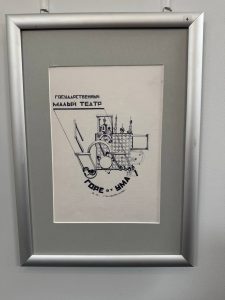 ГОСУДАРСТВЕННЫЙ
МАЛЫЙ ТЕАТР
ГОРЕ от УМА